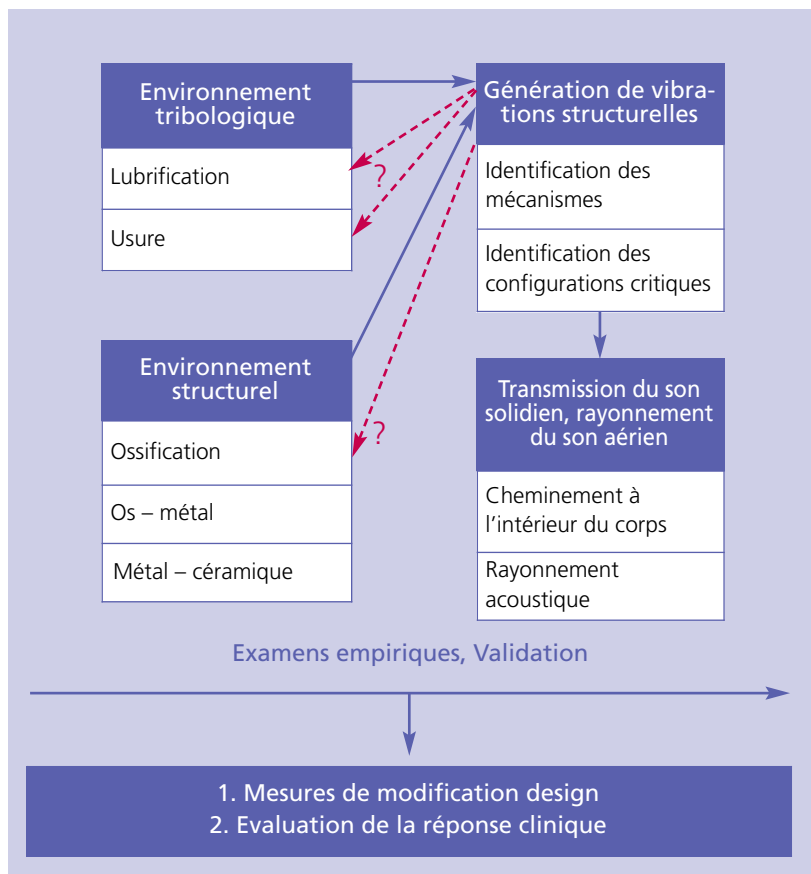 Environnement
tribologique
Lubrification
Usure
?
Génération de vibra-
tions structurelles
Identification des
mécanismes
Identification des
configurations critiques
Environnement
structurel
Ossification
Os – métal
Métal – céramique
?
Transmission du son
solidien, rayonnement
du son aérien
Cheminement à
l’intérieur du corps
Rayonnement
acoustique
Examens empiriques, Validation
1. Mesures de modification design
2. Evaluation de la réponse clinique